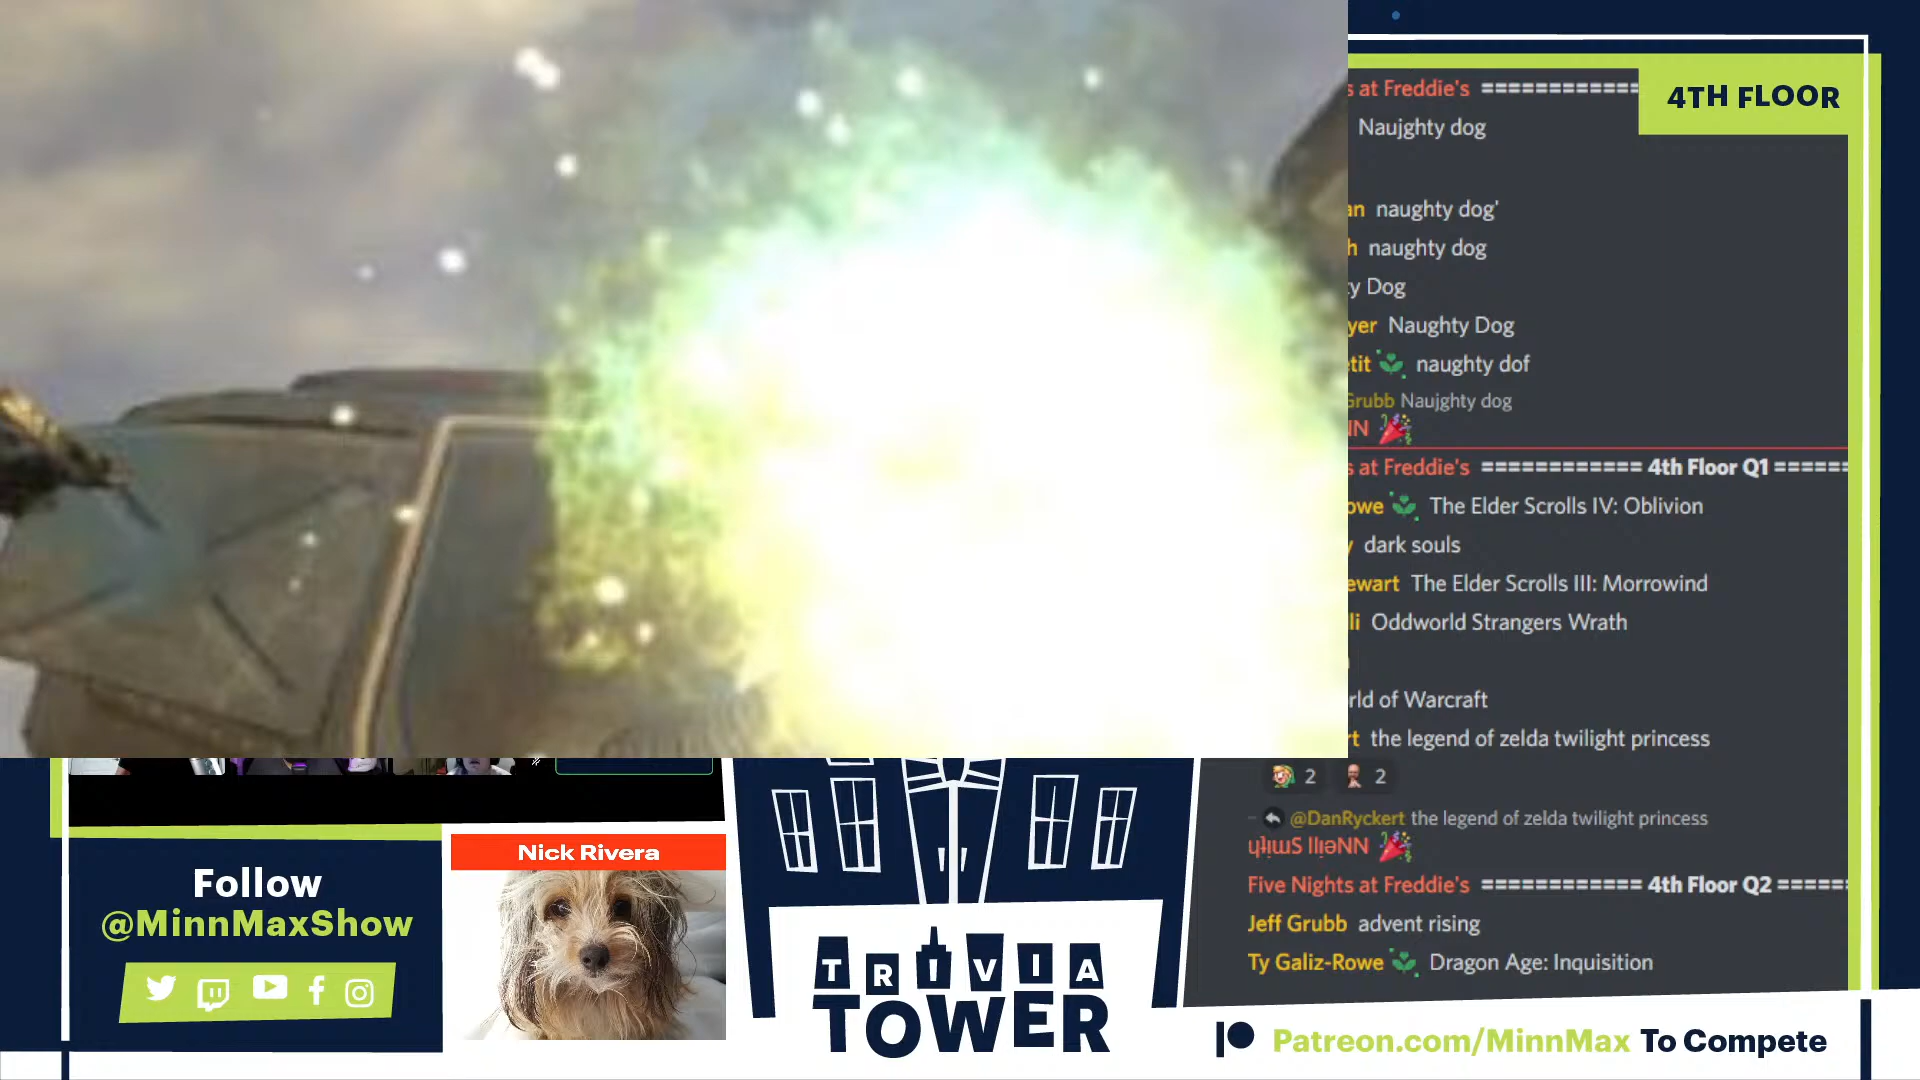 4TH FLOOR
s at Freddie's ============
Naujghty dog
an naughty dog'
h naughty dog
y Dog
yer Naughty Dog
tit naughty dof
Grubb Naujghty dog
NN
s at Freddie's ============ 4th Floor Q1 ======
owe The Elder Scrolls IV: Oblivion
y dark souls
ewart The Elder Scrolls III: Morrowind
li Oddworld Strangers Wrath
rld of Warcraft
rt the legend of zelda twilight princess
2 2
@DanRyckert the legend of zelda twilight princess
Five Nights at Freddie's ============ 4th Floor Q2 =====
Jeff Grubb advent rising
Ty Galiz-Rowe Dragon Age: Inquisition
Nick Rivera
Follow
@MinnMaxShow
TRIVIA
TOWER
Patreon.com/MinnMax To Compete